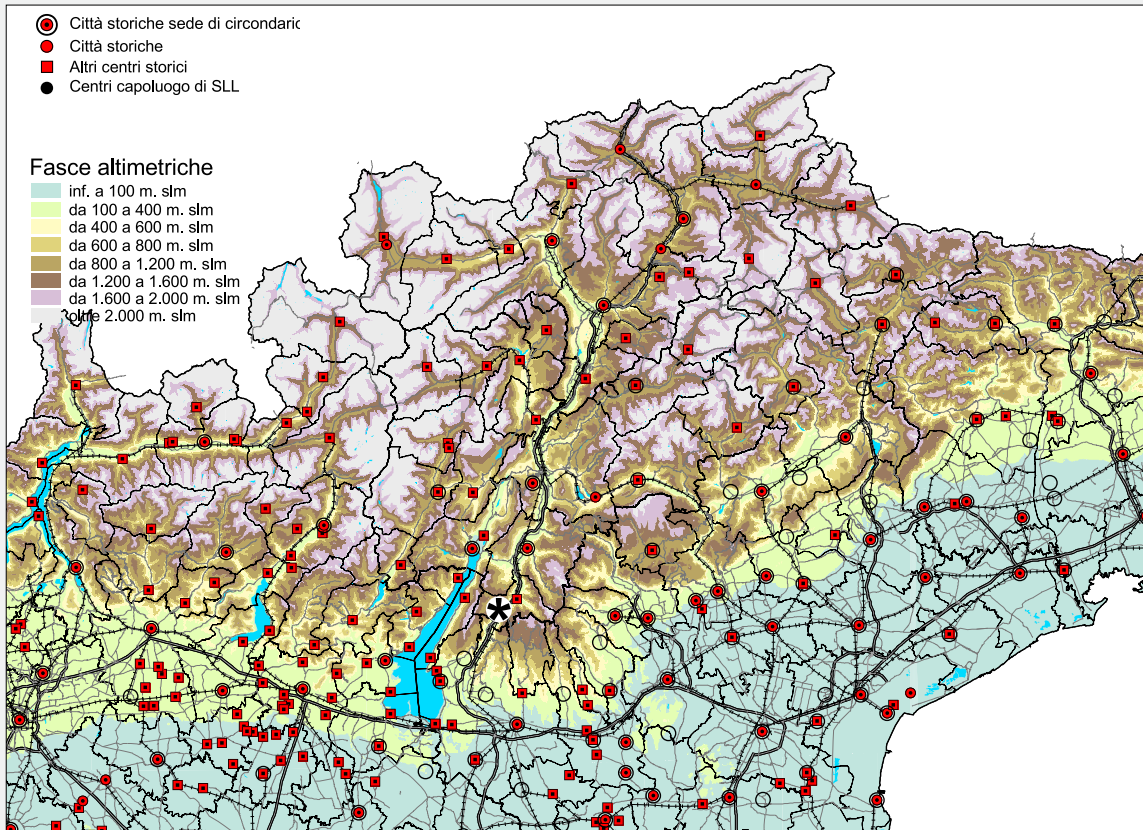 Città storiche sede di circondario
Città storiche
Altri centri storici
Centri capoluogo di SLL
Fasce altimetriche
inf. a 100 m. slm
da 100 a 400 m. slm
da 400 a 600 m. slm
da 600 a 800 m. slm
da 800 a 1.200 m. slm
da 1.200 a 1.600 m. slm
da 1.600 a 2.000 m. slm
oltre 2.000 m. slm
*